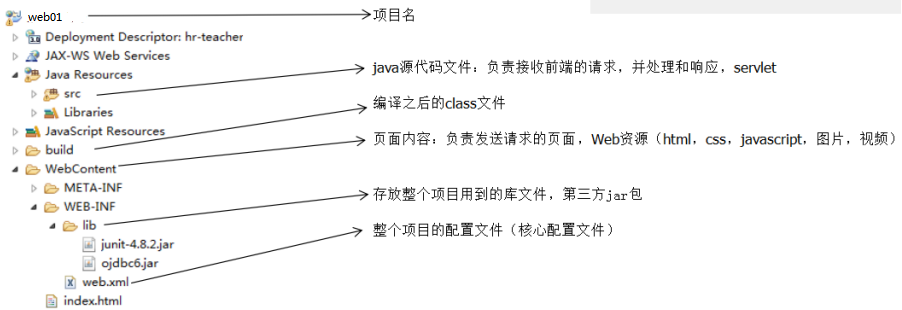 web01
项目名
Deployment Descriptor: hr-teacher
JAX-WS Web Services
Java Resources
java源代码文件：负责接收前端的请求，并处理和响应，servlet
src
编译之后的class文件
Libraries
JavaScript Resources
页面内容：负责发送请求的页面，Web资源（html，css，javascript，图片，视频）
build
WebContent
META-INF
存放整个项目用到的库文件，第三方jar包
WEB-INF
lib
整个项目的配置文件（核心配置文件）
junit-4.8.2.jar
ojdbc6.jar
web.xml
index.html